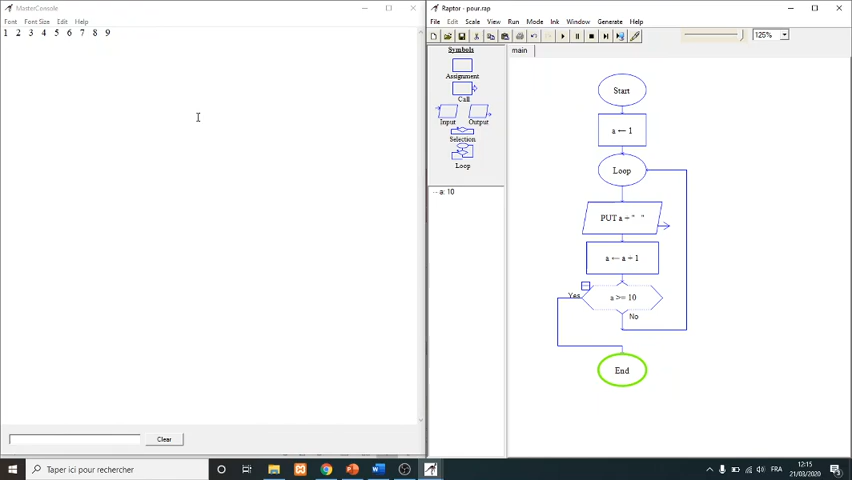 MasterConsole
Font Font Size Edit Help
1 2 3 4 5 6 7 8 9
Clear
Raptor - pour.rap
File Edit Scale View Run Mode Ink Window Generate Help
125%
main
Symbols
Assignment
Call
Input Output
Selection
Loop
a: 10
Start
a ← 1
Loop
PUT a = " "
a ← a + 1
a >= 10
Yes
No
End
Taper ici pour rechercher
FRA
12:15
21/03/2020
3